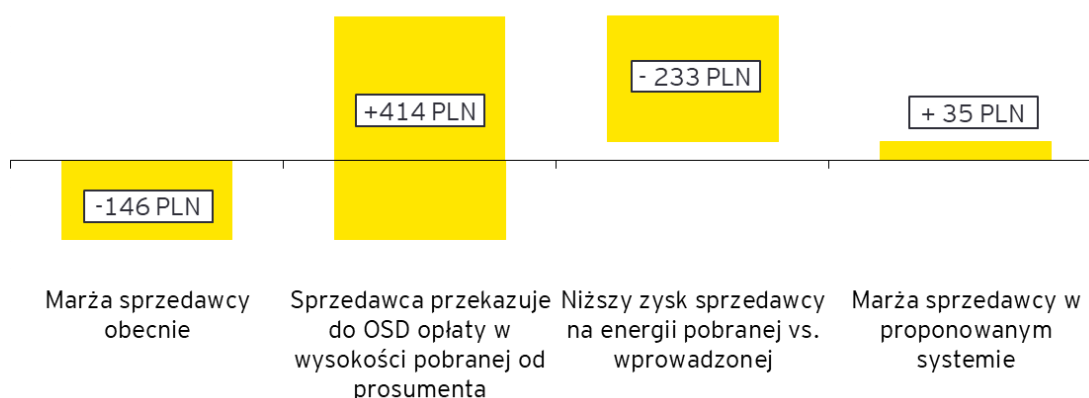 -146 PLN
+414 PLN
- 233 PLN
+ 35 PLN
Marża sprzedawcy
obecnie
Sprzedawca przekazuje
do OSD opłaty w
wysokości pobranej od
prosumenta
Niższy zysk sprzedawcy
na energii pobranej vs.
wprowadzonej
Marża sprzedawcy w
proponowanym
systemie